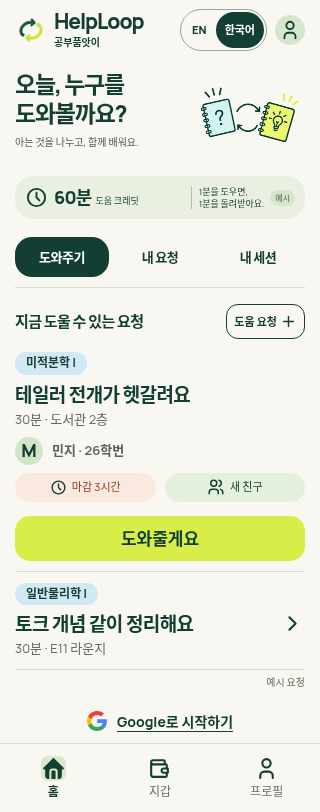 HelpLoop
공부품앗이
EN 한국어
오늘, 누구를
도와볼까요?
아는 것을 나누고, 함께 배워요.
?
60분 도움 크레딧
1분을 도우면,
1분을 돌려받아요.
예시
도와주기 내 요청 내 세션
지금 도울 수 있는 요청
도움 요청
미적분학 I
테일러 전개가 헷갈려요
30분 · 도서관 2층
M 민지 · 26학번
마감 3시간
새 친구
도와줄게요
일반물리학 I
토크 개념 같이 정리해요
30분 · E11 라운지
예시 요청
Google로 시작하기
홈 지갑 프로필